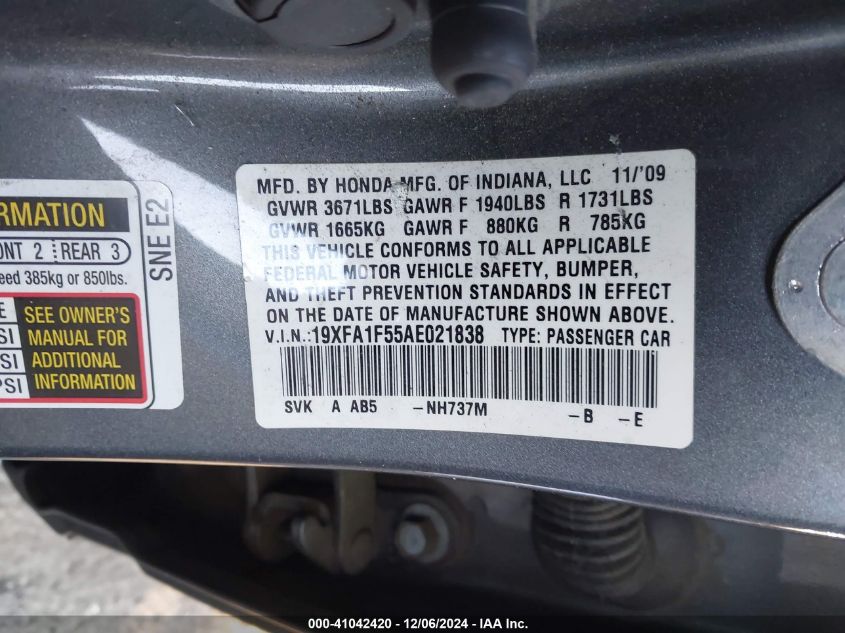 MFD. BY HONDA MFG. OF INDIANA, LLC 11/'09
GVWR 3671LBS GAWR F 1940LBS R 1731LBS
GVWR 1665KG GAWR F 880KG R 785KG
THIS VEHICLE CONFORMS TO ALL APPLICABLE
FEDERAL MOTOR VEHICLE SAFETY, BUMPER,
AND THEFT PREVENTION STANDARDS IN EFFECT
ON THE DATE OF MANUFACTURE SHOWN ABOVE.
V.I.N.:19XFA1F55AE021838 TYPE: PASSENGER CAR
SVK A AB5 -NH737M -B -E
RMATION
ONT 2 REAR 3
eed 385kg or 850lbs.
E SEE OWNER'S
SI MANUAL FOR
SI ADDITIONAL
PSI INFORMATION
SNE E2
000-41042420 - 12/06/2024 - IAA Inc.